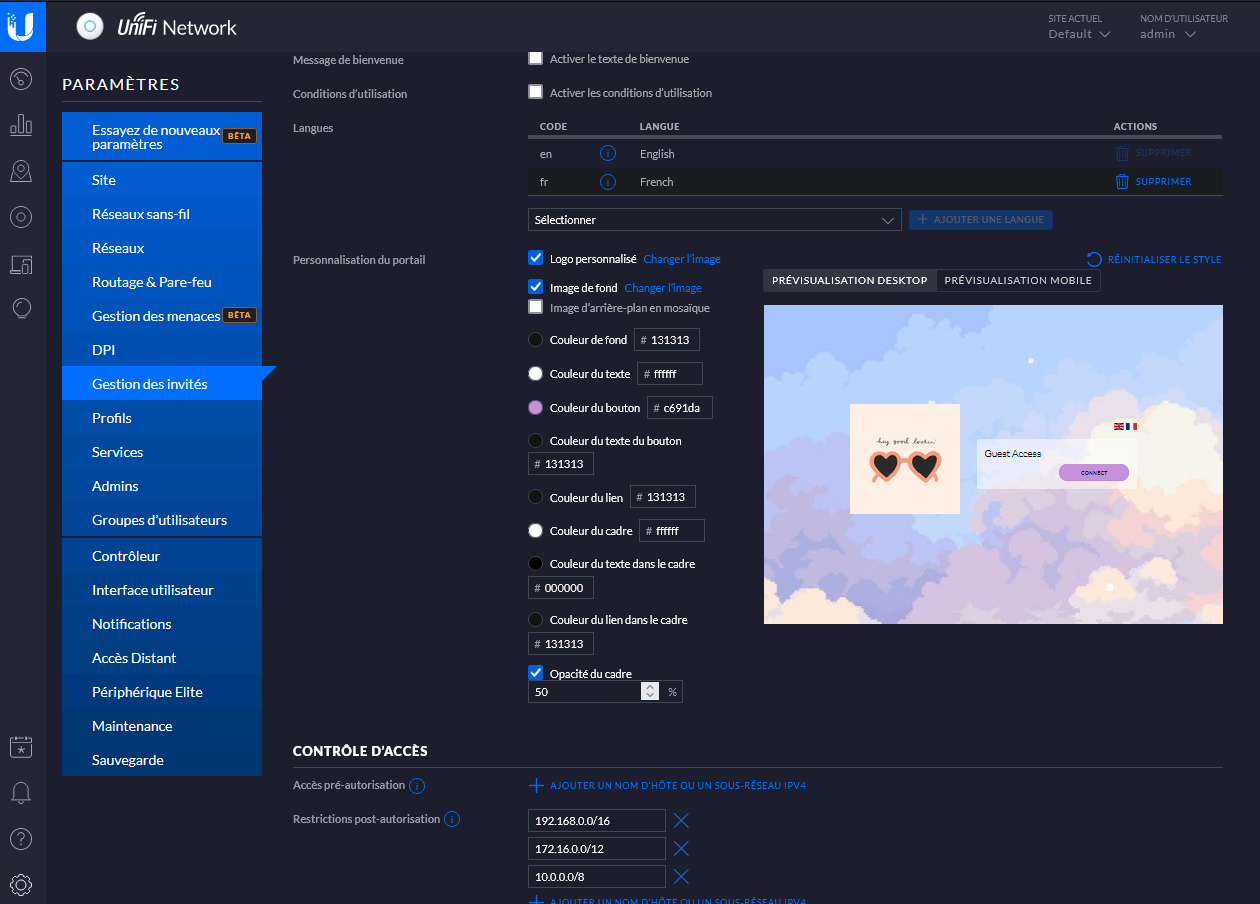 UniFi Network
SITE ACTUEL
Default
NOM D'UTILISATEUR
admin
PARAMÈTRES
Essayez de nouveaux
paramètres
BÊTA
Site
Réseaux sans-fil
Réseaux
Routage & Pare-feu
Gestion des menaces
BÊTA
DPI
Gestion des invités
Profils
Services
Admins
Groupes d'utilisateurs
Contrôleur
Interface utilisateur
Notifications
Accès Distant
Périphérique Elite
Maintenance
Sauvegarde
Message de bienvenue
Activer le texte de bienvenue
Conditions d'utilisation
Activer les conditions d'utilisation
Langues
CODE LANGUE ACTIONS
en English SUPPRIMER
fr French SUPPRIMER
Sélectionner
AJOUTER UNE LANGUE
Personnalisation du portail
Logo personnalisé Changer l'image
Image de fond Changer l'image
Image d'arrière-plan en mosaïque
Couleur de fond # 131313
Couleur du texte # ffffff
Couleur du bouton # c691da
Couleur du texte du bouton
# 131313
Couleur du lien # 131313
Couleur du cadre # ffffff
Couleur du texte dans le cadre
# 000000
Couleur du lien dans le cadre
# 131313
Opacité du cadre
50 %
RÉINITIALISER LE STYLE
PRÉVISUALISATION DESKTOP PRÉVISUALISATION MOBILE
hey good lookin'
Guest Access
CONNECT
CONTRÔLE D'ACCÈS
Accès pré-autorisation
AJOUTER UN NOM D'HÔTE OU UN SOUS-RÉSEAU IPV4
Restrictions post-autorisation
192.168.0.0/16
172.16.0.0/12
10.0.0.0/8
AJOUTER UN NOM D'HÔTE OU UN SOUS-RÉSEAU IPV4